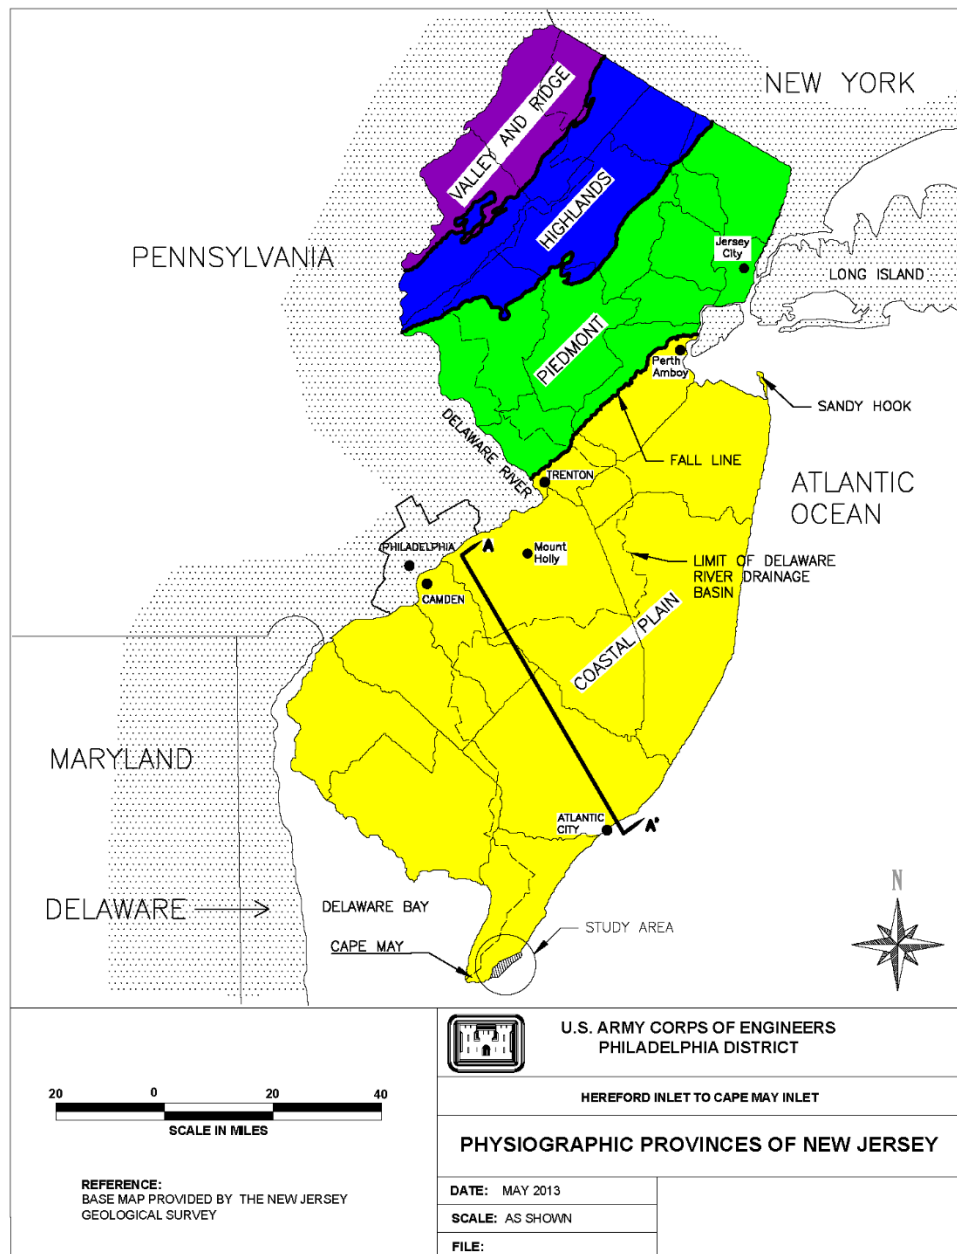 NEW YORK
VALLEY AND RIDGE
HIGHLANDS
PENNSYLVANIA
Jersey
City
LONG ISLAND
PIEDMONT
Perth
Amboy
SANDY HOOK
DELAWARE RIVER
FALL LINE
TRENTON
ATLANTIC
OCEAN
PHILADELPHIA
A
Mount
Holly
LIMIT OF DELAWARE
RIVER DRAINAGE
BASIN
CAMDEN
COASTAL PLAIN
MARYLAND
ATLANTIC
CITY
A'
N
DELAWARE
DELAWARE BAY
STUDY AREA
CAPE MAY
U.S. ARMY CORPS OF ENGINEERS
PHILADELPHIA DISTRICT
20 0 20 40
SCALE IN MILES
HEREFORD INLET TO CAPE MAY INLET
PHYSIOGRAPHIC PROVINCES OF NEW JERSEY
REFERENCE:
BASE MAP PROVIDED BY THE NEW JERSEY
GEOLOGICAL SURVEY
DATE: MAY 2013
SCALE: AS SHOWN
FILE: